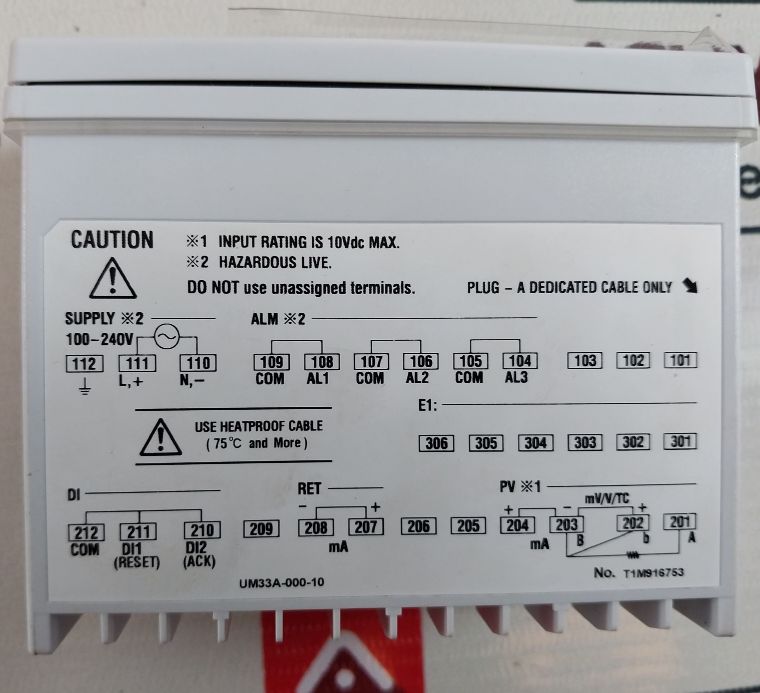 CAUTION
※1 INPUT RATING IS 10Vdc MAX.
※2 HAZARDOUS LIVE.
DO NOT use unassigned terminals.
PLUG – A DEDICATED CABLE ONLY
SUPPLY ※2
ALM ※2
100-240V
112 111 110 109 108 107 106 105 104 103 102 101
L,+ N,− COM AL1 COM AL2 COM AL3
E1:
USE HEATPROOF CABLE
( 75℃ and More )
306 305 304 303 302 301
DI
RET
PV ※1
mV/V/TC
− + + − +
212 211 210 209 208 207 206 205 204 203 202 201
COM DI1 DI2 mA mA B b A
(RESET) (ACK)
UM33A-000-10
No. T1M916753
e